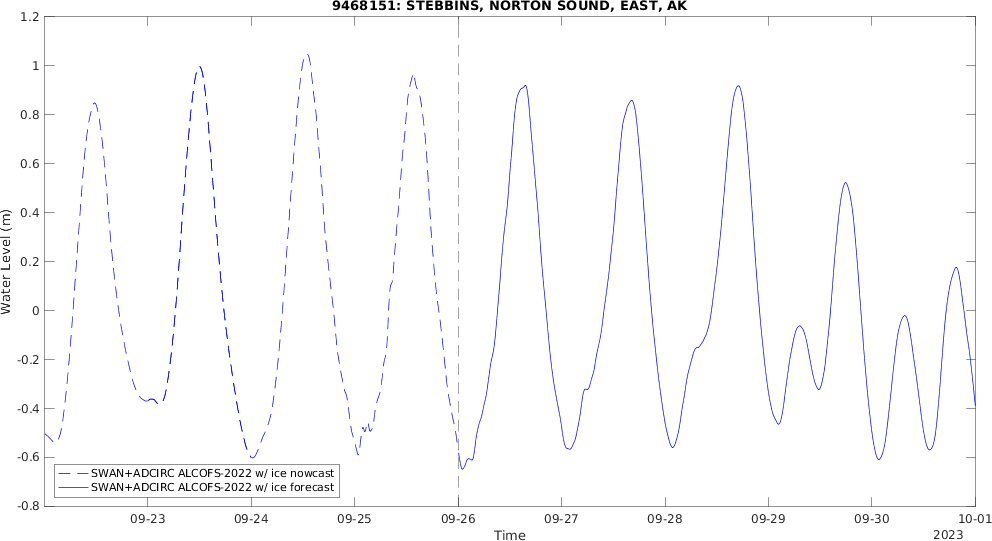 9468151: STEBBINS, NORTON SOUND, EAST, AK
1.2
1
0.8
0.6
0.4
0.2
0
-0.2
-0.4
-0.6
-0.8
Water Level (m)
SWAN+ADCIRC ALCOFS-2022 w/ ice nowcast
SWAN+ADCIRC ALCOFS-2022 w/ ice forecast
09-23 09-24 09-25 09-26 09-27 09-28 09-29 09-30 10-01
Time
2023